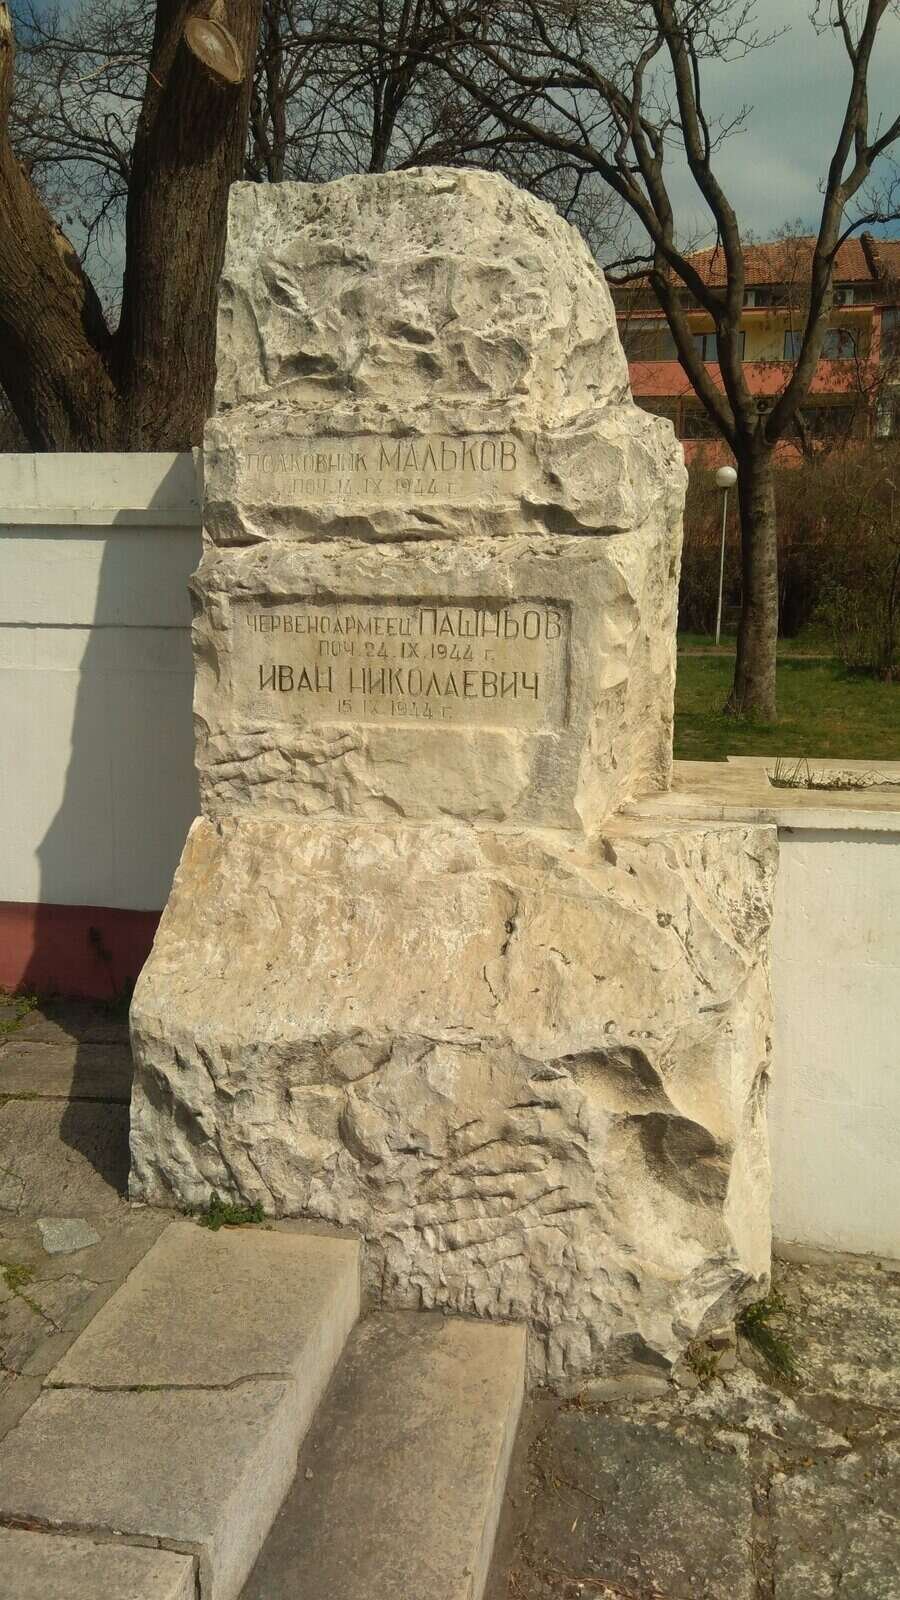 ПОЛКОВНИК МАЛЬКОВ
ПОЧ. 14. IX. 1944 г.
ЧЕРВЕНОАРМЕЕЦ ПАШНЬОВ
ПОЧ. 24. IX. 1944 г.
ИВАН НИКОЛАЕВИЧ
15 IX 1944 г.